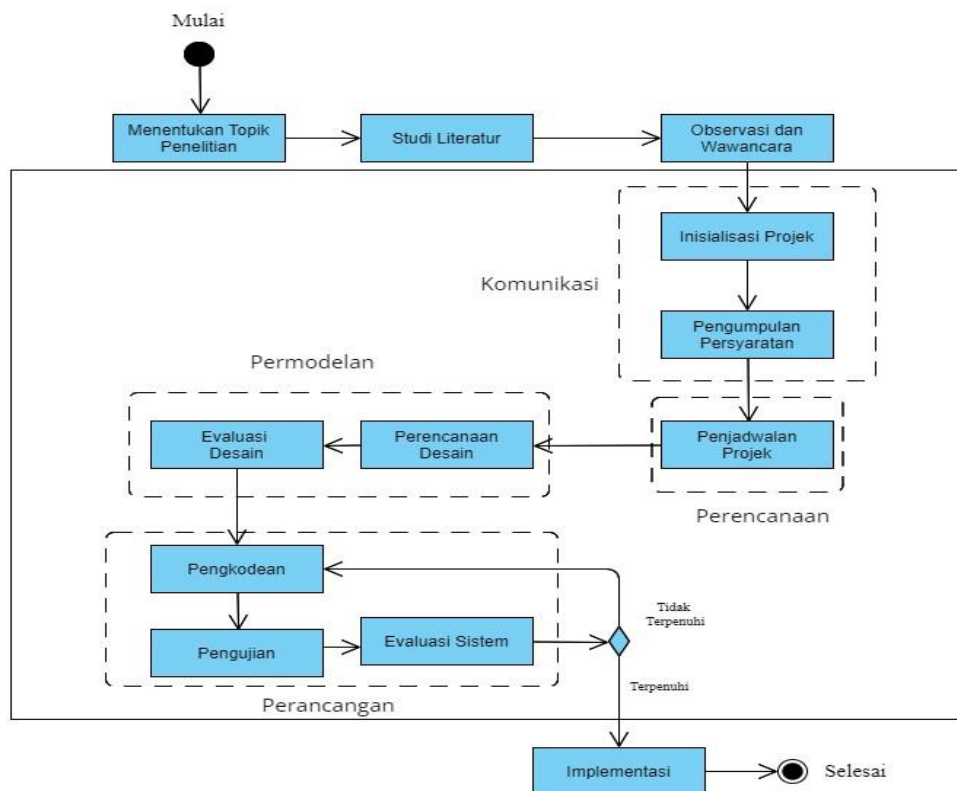 Mulai
Menentukan Topik
Penelitian
Studi Literatur
Observasi dan
Wawancara
Inisialisasi Projek
Komunikasi
Pengumpulan
Persyaratan
Permodelan
Evaluasi
Desain
Perencanaan
Desain
Penjadwalan
Projek
Perencanaan
Pengkodean
Tidak
Terpenuhi
Pengujian
Evaluasi Sistem
Terpenuhi
Perancangan
Implementasi
Selesai